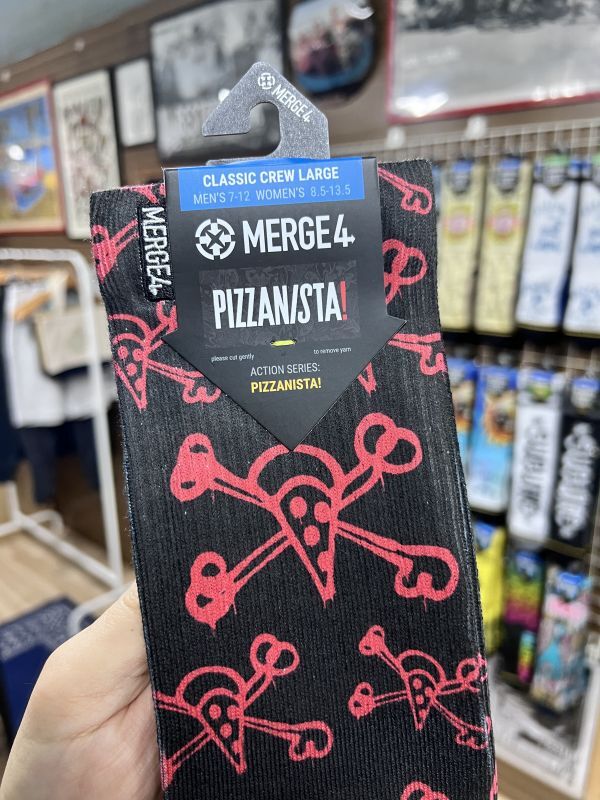 MERGE4
CLASSIC CREW LARGE
MEN'S 7-12 WOMEN'S 8.5-13.5
MERGE4
MERGE4
PIZZANISTA!
please cut gently to remove yarn
ACTION SERIES:
PIZZANISTA!